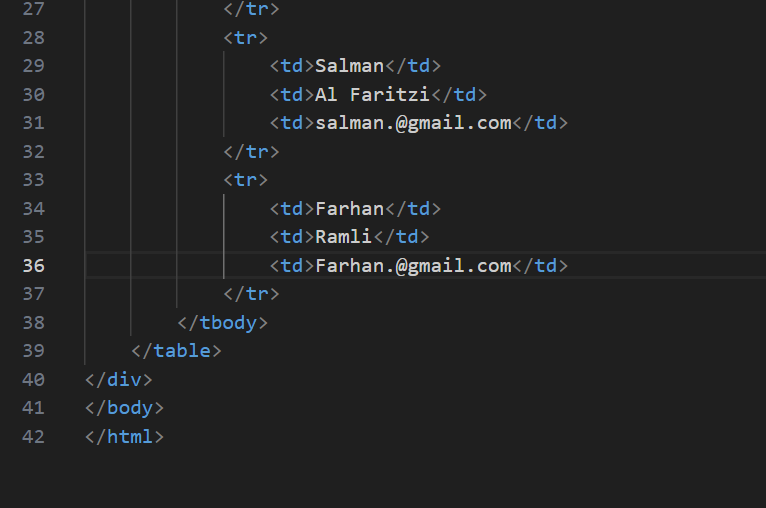 27 </tr>
28 <tr>
29 <td>Salman</td>
30 <td>Al Faritzi</td>
31 <td>salman.@gmail.com</td>
32 </tr>
33 <tr>
34 <td>Farhan</td>
35 <td>Ramli</td>
36 <td>Farhan.@gmail.com</td>
37 </tr>
38 </tbody>
39 </table>
40 </div>
41 </body>
42 </html>